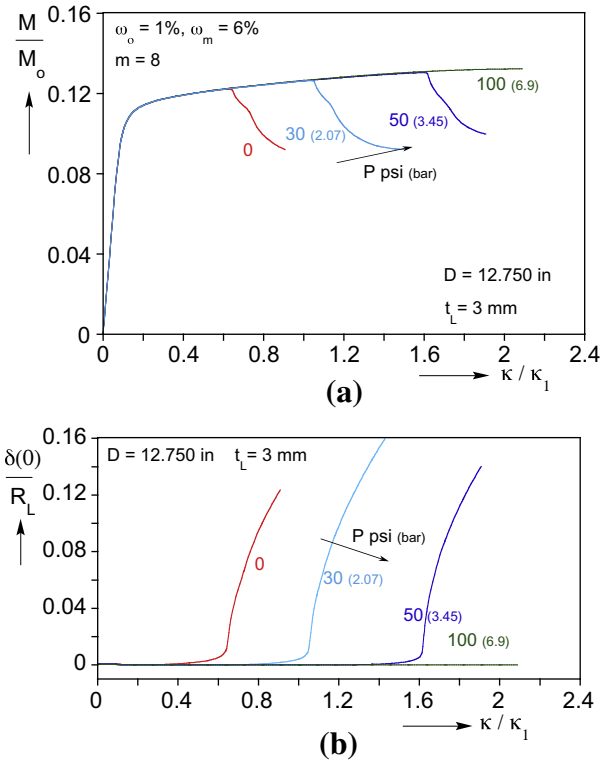 M
M_o
ω_o = 1%, ω_m = 6%
m = 8
0.16
0.12
0.08
0.04
0
100 (6.9)
50 (3.45)
30 (2.07)
0
P psi (bar)
D = 12.750 in
t_L = 3 mm
0 0.4 0.8 1.2 1.6 2 2.4
κ / κ_1
(a)
δ(0)
R_L
D = 12.750 in t_L = 3 mm
0.16
0.12
0.08
0.04
0
P psi (bar)
0
30 (2.07)
50 (3.45)
100 (6.9)
0 0.4 0.8 1.2 1.6 2 2.4
κ / κ_1
(b)